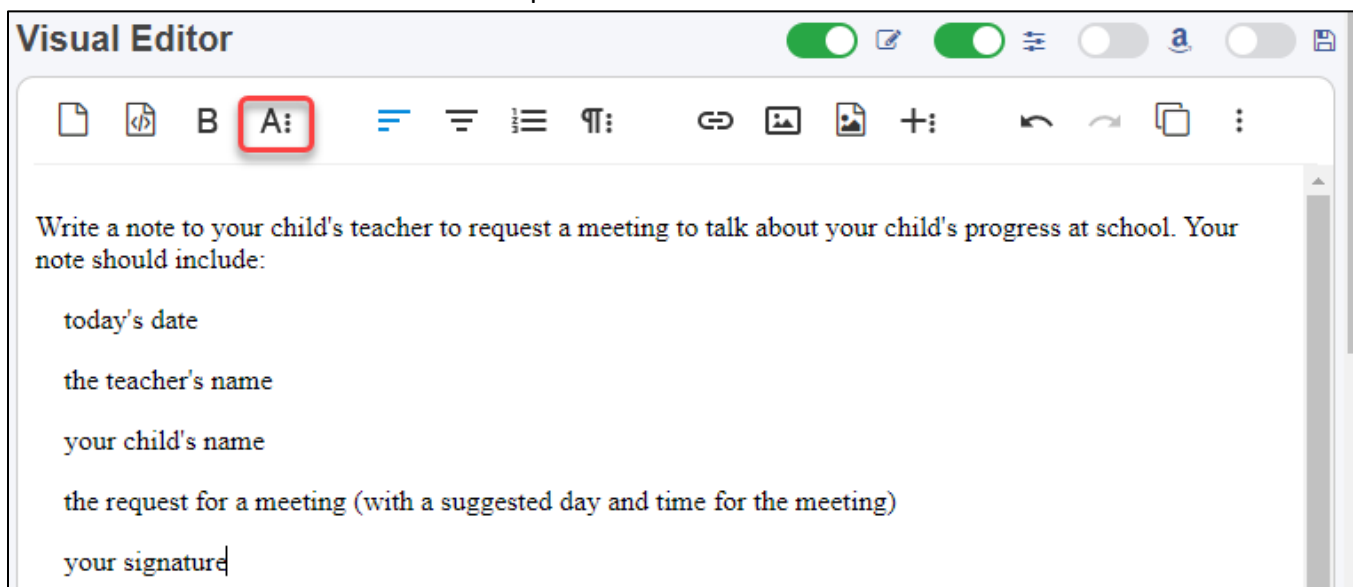 Visual Editor
B A
Write a note to your child's teacher to request a meeting to talk about your child's progress at school. Your
note should include:
today's date
the teacher's name
your child's name
the request for a meeting (with a suggested day and time for the meeting)
your signature